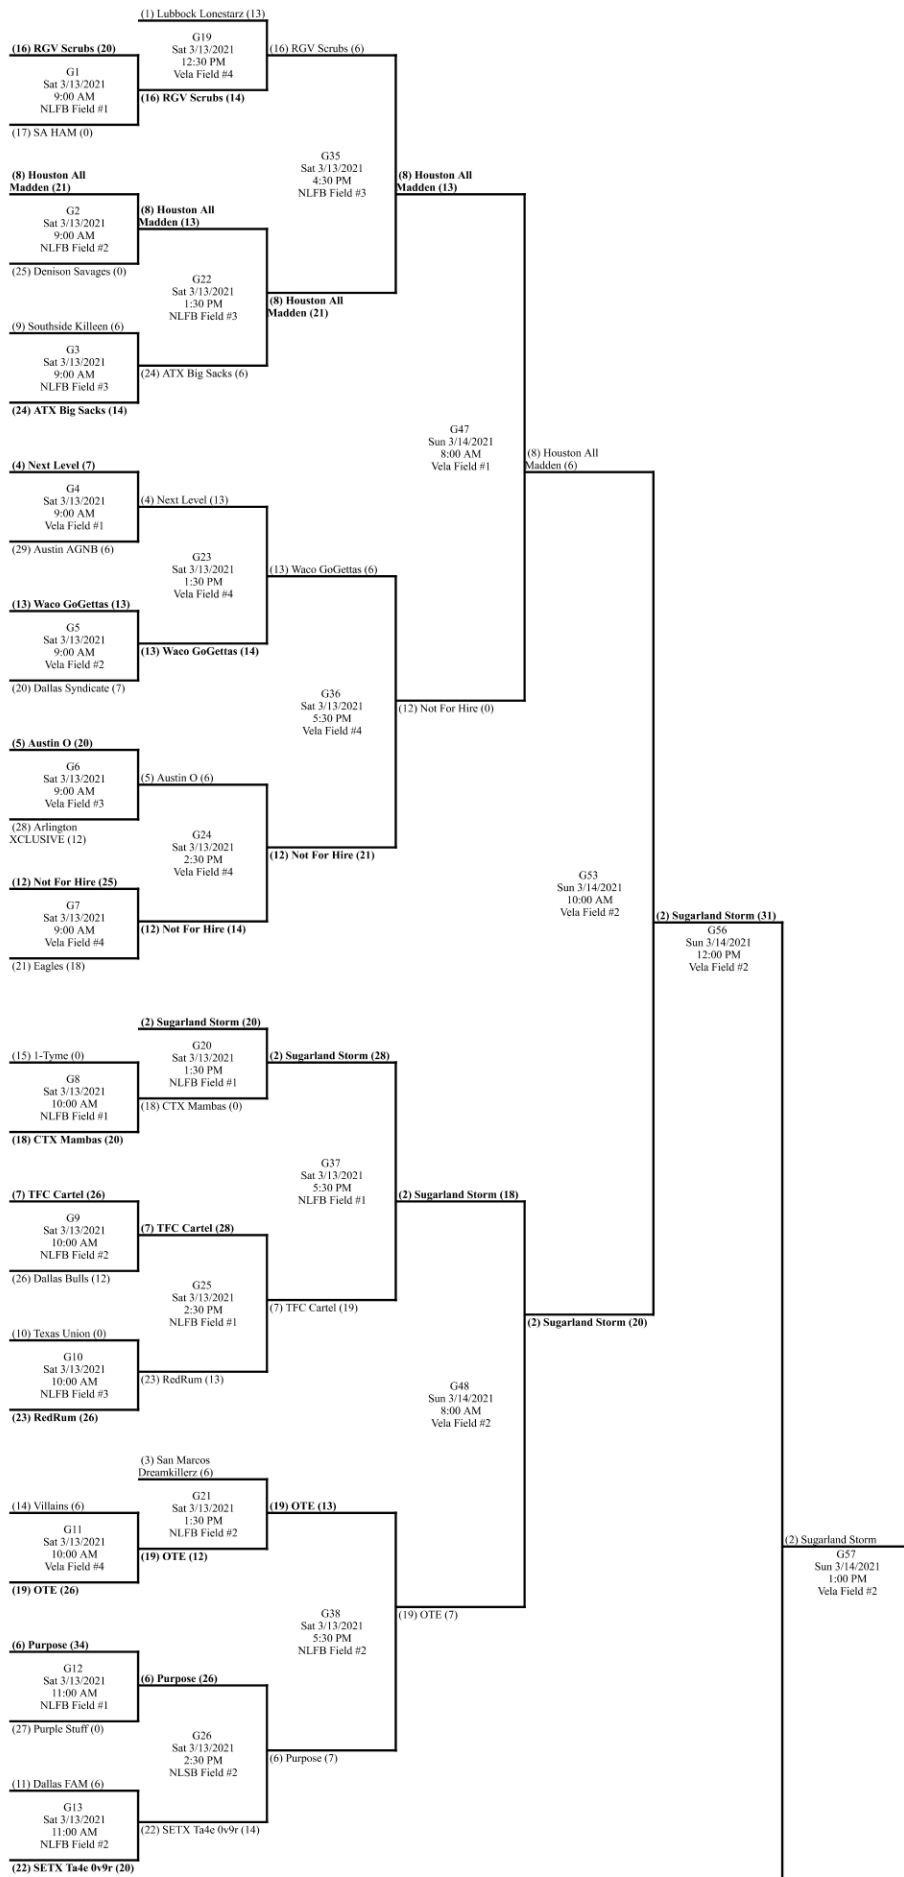 (1) Lubbock Lonestarz (13)
G19
Sat 3/13/2021
12:30 PM
Vela Field #4
(16) RGV Scrubs (14)
(16) RGV Scrubs (20)
G1
Sat 3/13/2021
9:00 AM
NLFB Field #1
(17) SA HAM (0)
(16) RGV Scrubs (6)
G35
Sat 3/13/2021
4:30 PM
NLFB Field #3
(8) Houston All
Madden (21)
G2
Sat 3/13/2021
9:00 AM
NLFB Field #2
(25) Denison Savages (0)
(8) Houston All
Madden (13)
G22
Sat 3/13/2021
1:30 PM
NLFB Field #3
(8) Houston All
Madden (21)
(8) Houston All
Madden (13)
(9) Southside Killeen (6)
G3
Sat 3/13/2021
9:00 AM
NLFB Field #3
(24) ATX Big Sacks (14)
(24) ATX Big Sacks (6)
G47
Sun 3/14/2021
8:00 AM
Vela Field #1
(8) Houston All
Madden (6)
(4) Next Level (7)
G4
Sat 3/13/2021
9:00 AM
Vela Field #1
(29) Austin AGNB (6)
(4) Next Level (13)
G23
Sat 3/13/2021
1:30 PM
Vela Field #4
(13) Waco GoGettas (6)
(13) Waco GoGettas (13)
G5
Sat 3/13/2021
9:00 AM
Vela Field #2
(20) Dallas Syndicate (7)
(13) Waco GoGettas (14)
G36
Sat 3/13/2021
5:30 PM
Vela Field #4
(12) Not For Hire (0)
(5) Austin O (20)
G6
Sat 3/13/2021
9:00 AM
Vela Field #3
(28) Arlington
XCLUSIVE (12)
(5) Austin O (6)
G24
Sat 3/13/2021
2:30 PM
Vela Field #4
(12) Not For Hire (21)
(12) Not For Hire (25)
G7
Sat 3/13/2021
9:00 AM
Vela Field #4
(21) Eagles (18)
(12) Not For Hire (14)
G53
Sun 3/14/2021
10:00 AM
Vela Field #2
(2) Sugarland Storm (31)
G56
Sun 3/14/2021
12:00 PM
Vela Field #2
(2) Sugarland Storm (20)
G20
Sat 3/13/2021
1:30 PM
NLFB Field #1
(18) CTX Mambas (0)
(15) 1-Tyme (0)
G8
Sat 3/13/2021
10:00 AM
NLFB Field #1
(18) CTX Mambas (20)
(2) Sugarland Storm (28)
G37
Sat 3/13/2021
5:30 PM
NLFB Field #1
(2) Sugarland Storm (18)
(7) TFC Cartel (26)
G9
Sat 3/13/2021
10:00 AM
NLFB Field #2
(26) Dallas Bulls (12)
(7) TFC Cartel (28)
G25
Sat 3/13/2021
2:30 PM
NLFB Field #1
(7) TFC Cartel (19)
(10) Texas Union (0)
G10
Sat 3/13/2021
10:00 AM
NLFB Field #3
(23) RedRum (26)
(23) RedRum (13)
(2) Sugarland Storm (20)
G48
Sun 3/14/2021
8:00 AM
Vela Field #2
(3) San Marcos
Dreamkillerz (6)
G21
Sat 3/13/2021
1:30 PM
NLFB Field #2
(19) OTE (12)
(14) Villains (6)
G11
Sat 3/13/2021
10:00 AM
Vela Field #4
(19) OTE (26)
(19) OTE (13)
G38
Sat 3/13/2021
5:30 PM
NLFB Field #2
(19) OTE (7)
(2) Sugarland Storm
G57
Sun 3/14/2021
1:00 PM
Vela Field #2
(6) Purpose (34)
G12
Sat 3/13/2021
11:00 AM
NLFB Field #1
(27) Purple Stuff (0)
(6) Purpose (26)
G26
Sat 3/13/2021
2:30 PM
NLSB Field #2
(6) Purpose (7)
(11) Dallas FAM (6)
G13
Sat 3/13/2021
11:00 AM
NLFB Field #2
(22) SETX Ta4e 0v9r (20)
(22) SETX Ta4e 0v9r (14)